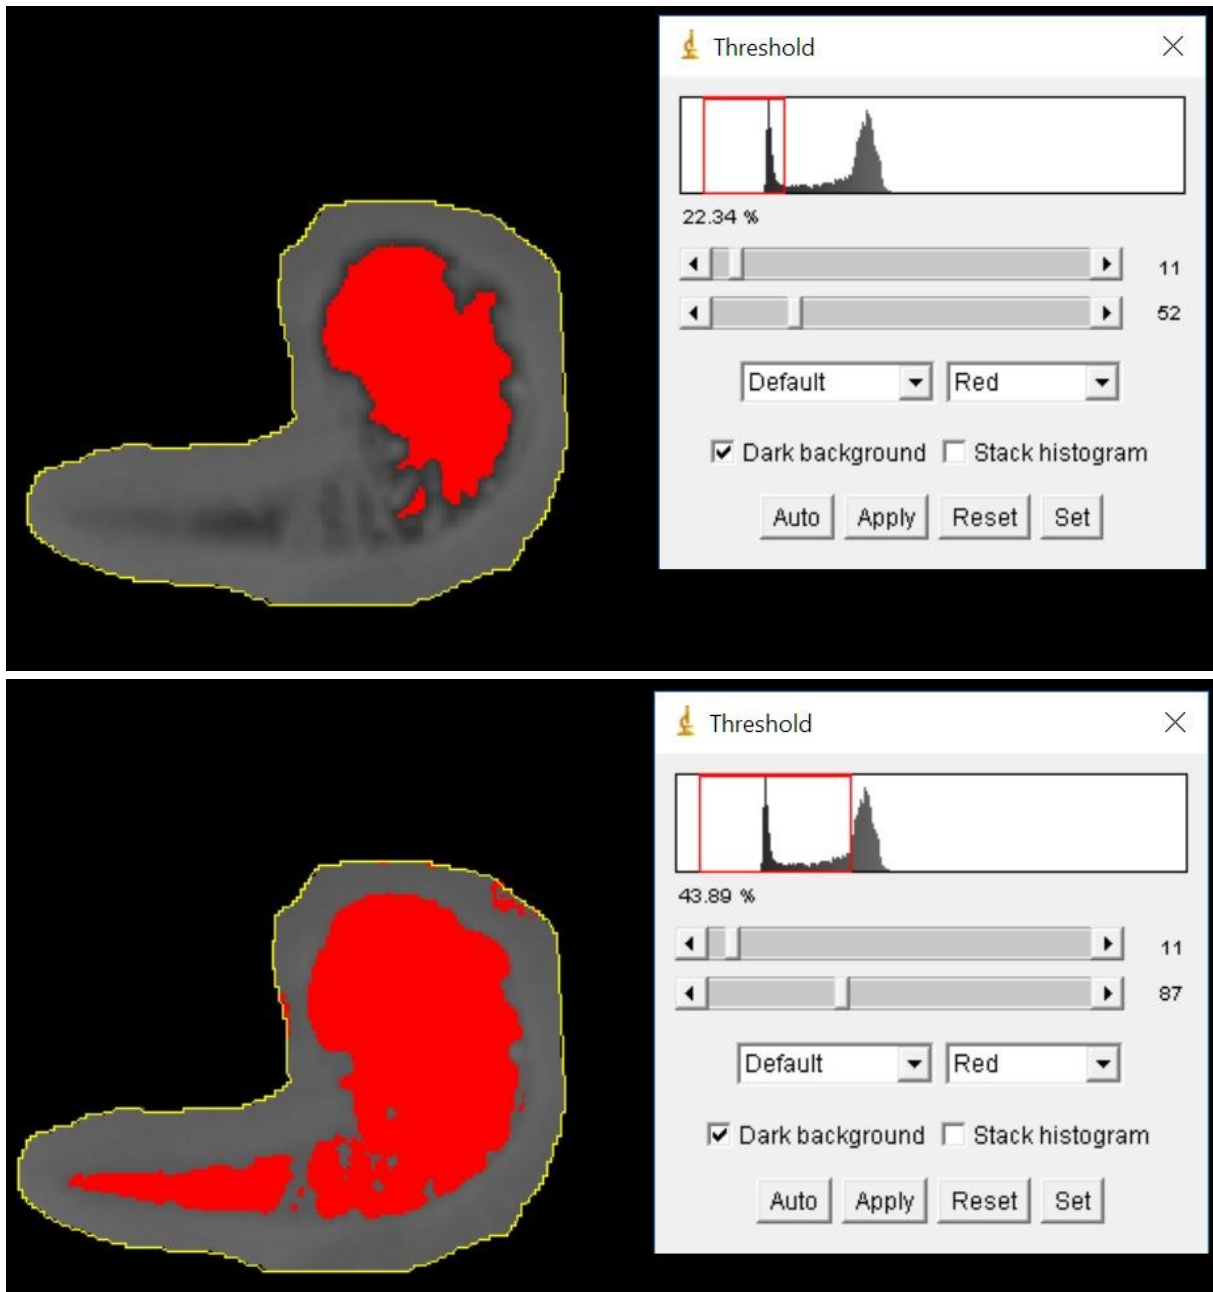 Threshold
22.34 %
11
52
Default Red
Dark background Stack histogram
Auto Apply Reset Set
Threshold
43.89 %
11
87
Default Red
Dark background Stack histogram
Auto Apply Reset Set